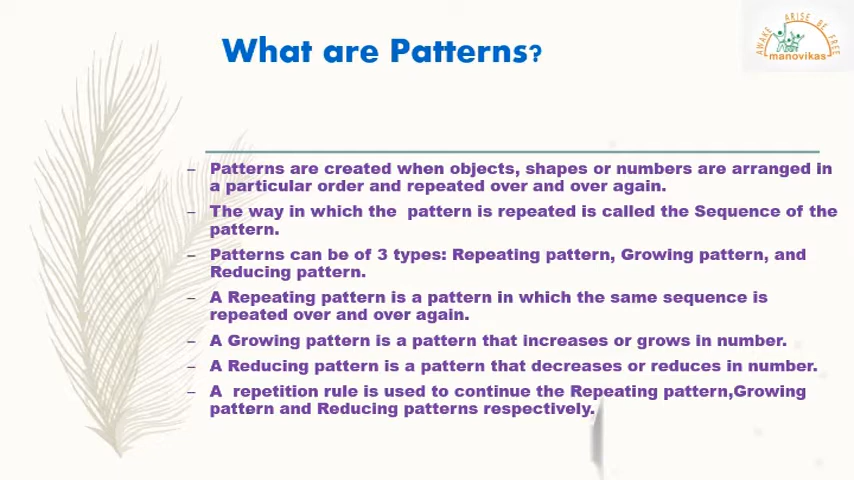 What are Patterns?
AWAKE ARISE BE FREE
manovikas
– Patterns are created when objects, shapes or numbers are arranged in
a particular order and repeated over and over again.
– The way in which the pattern is repeated is called the Sequence of the
pattern.
– Patterns can be of 3 types: Repeating pattern, Growing pattern, and
Reducing pattern.
– A Repeating pattern is a pattern in which the same sequence is
repeated over and over again.
– A Growing pattern is a pattern that increases or grows in number.
– A Reducing pattern is a pattern that decreases or reduces in number.
– A repetition rule is used to continue the Repeating pattern,Growing
pattern and Reducing patterns respectively.